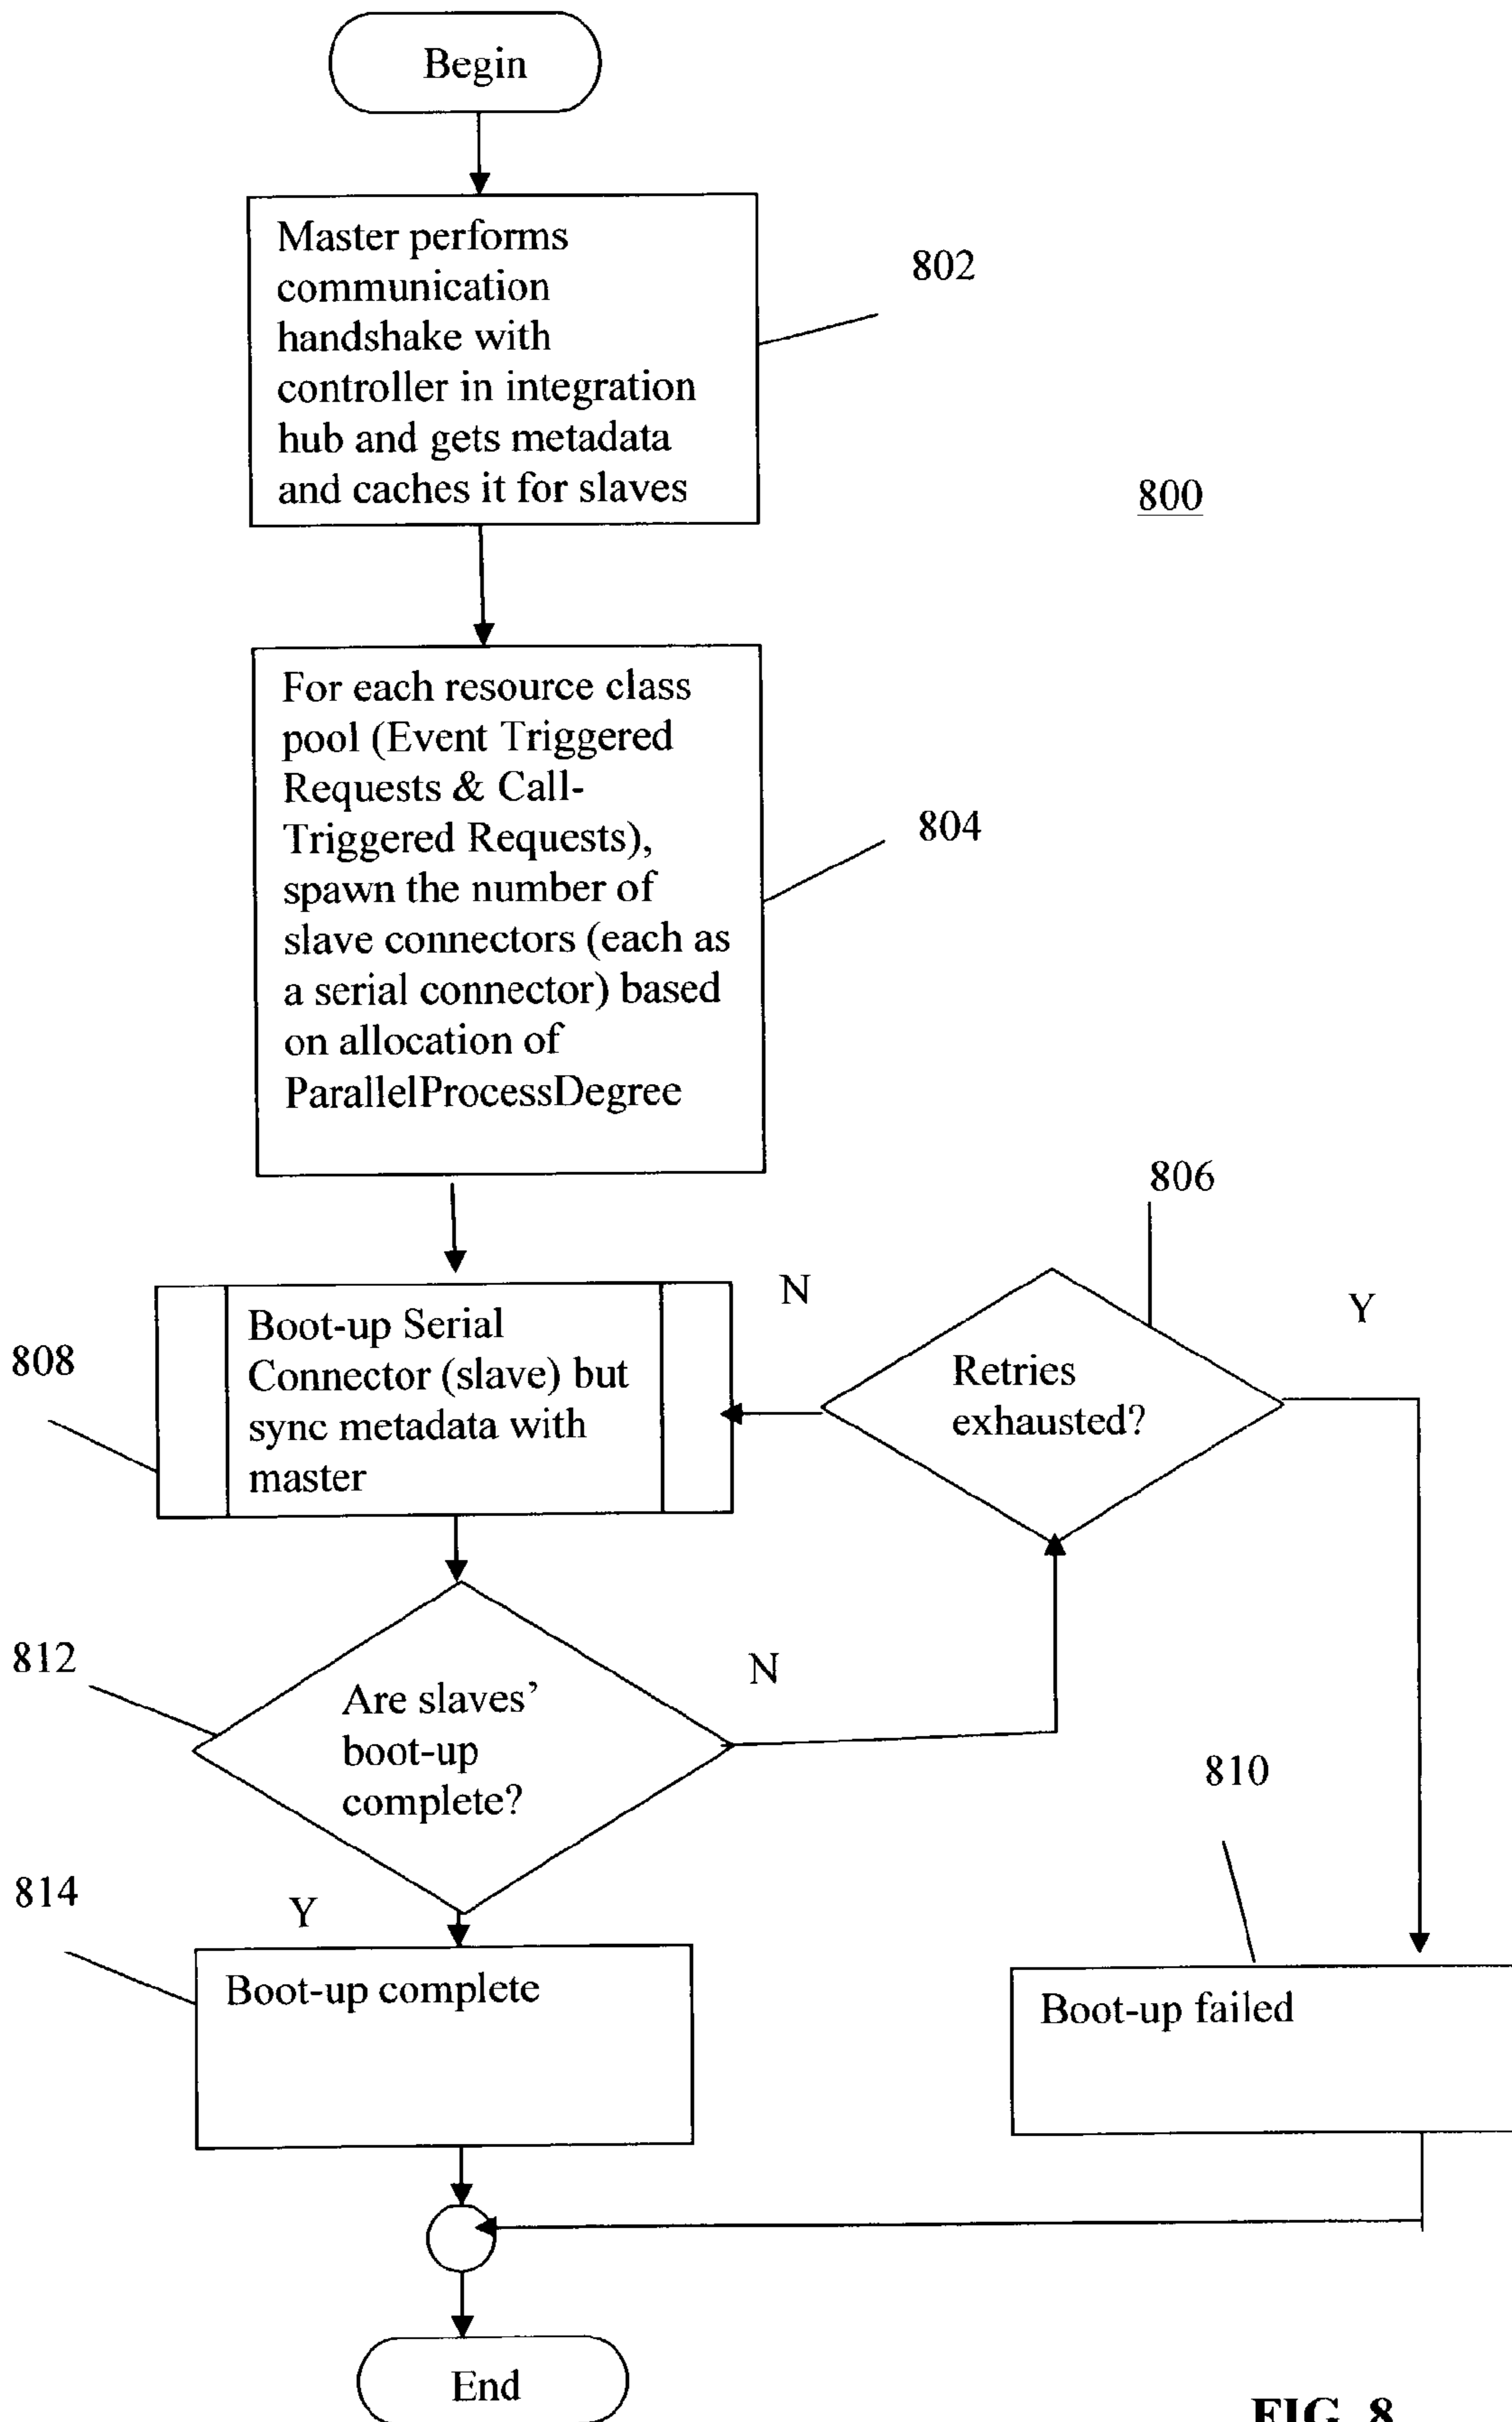 Begin
Master performs
communication
handshake with
controller in integration
hub and gets metadata
and caches it for slaves
802
800
For each resource class
pool (Event Triggered
Requests & Call-
Triggered Requests),
spawn the number of
slave connectors (each as
a serial connector) based
on allocation of
ParallelProcessDegree
804
806
N
Y
808
Boot-up Serial
Connector (slave) but
sync metadata with
master
Retries
exhausted?
812
N
Are slaves’
boot-up
complete?
810
814
Y
Boot-up complete
Boot-up failed
End
FIG. 8